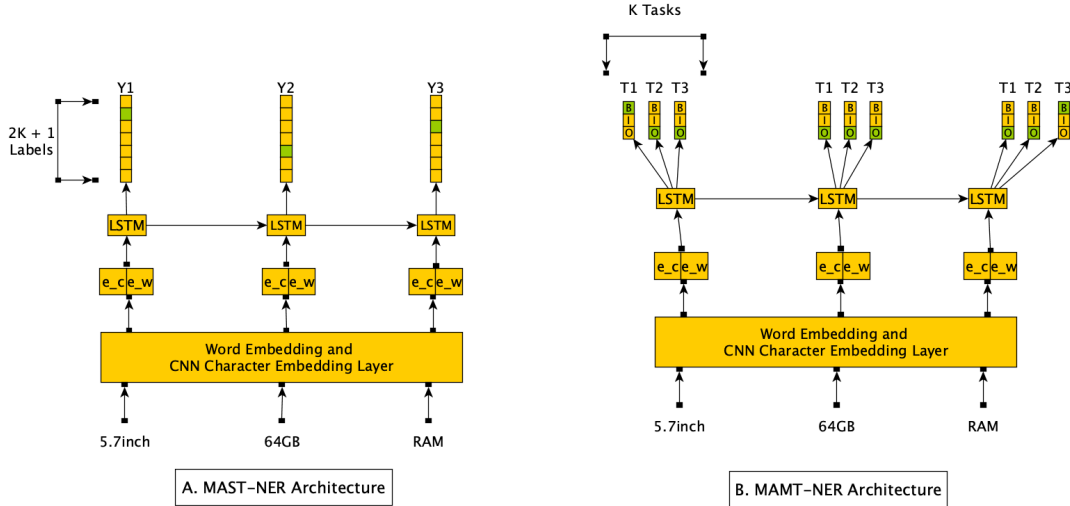 Y1 Y2 Y3
2K + 1
Labels
LSTM LSTM LSTM
e_c e_w e_c e_w e_c e_w
Word Embedding and
CNN Character Embedding Layer
5.7inch 64GB RAM
A. MAST-NER Architecture
K Tasks
T1 T2 T3 T1 T2 T3 T1 T2 T3
B B B B B B B B B
I I I I I I I I I
O O O O O O O O O
LSTM LSTM LSTM
e_c e_w e_c e_w e_c e_w
Word Embedding and
CNN Character Embedding Layer
5.7inch 64GB RAM
B. MAMT-NER Architecture